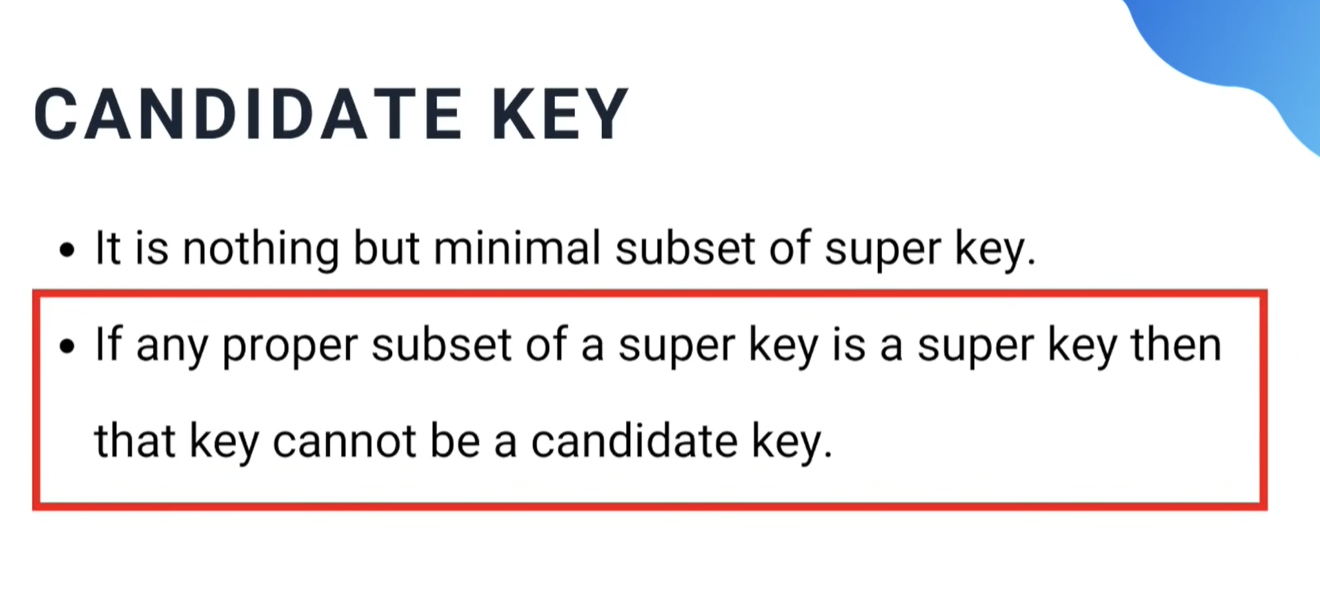 CANDIDATE KEY
• It is nothing but minimal subset of super key.
• If any proper subset of a super key is a super key then
that key cannot be a candidate key.